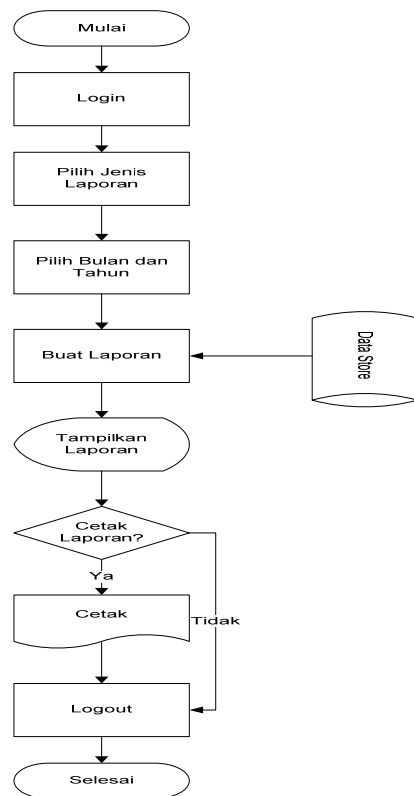 Mulai
Login
Pilih Jenis
Laporan
Pilih Bulan dan
Tahun
Buat Laporan
Data Store
Tampilkan
Laporan
Cetak
Laporan?
Ya
Cetak
Tidak
Logout
Selesai